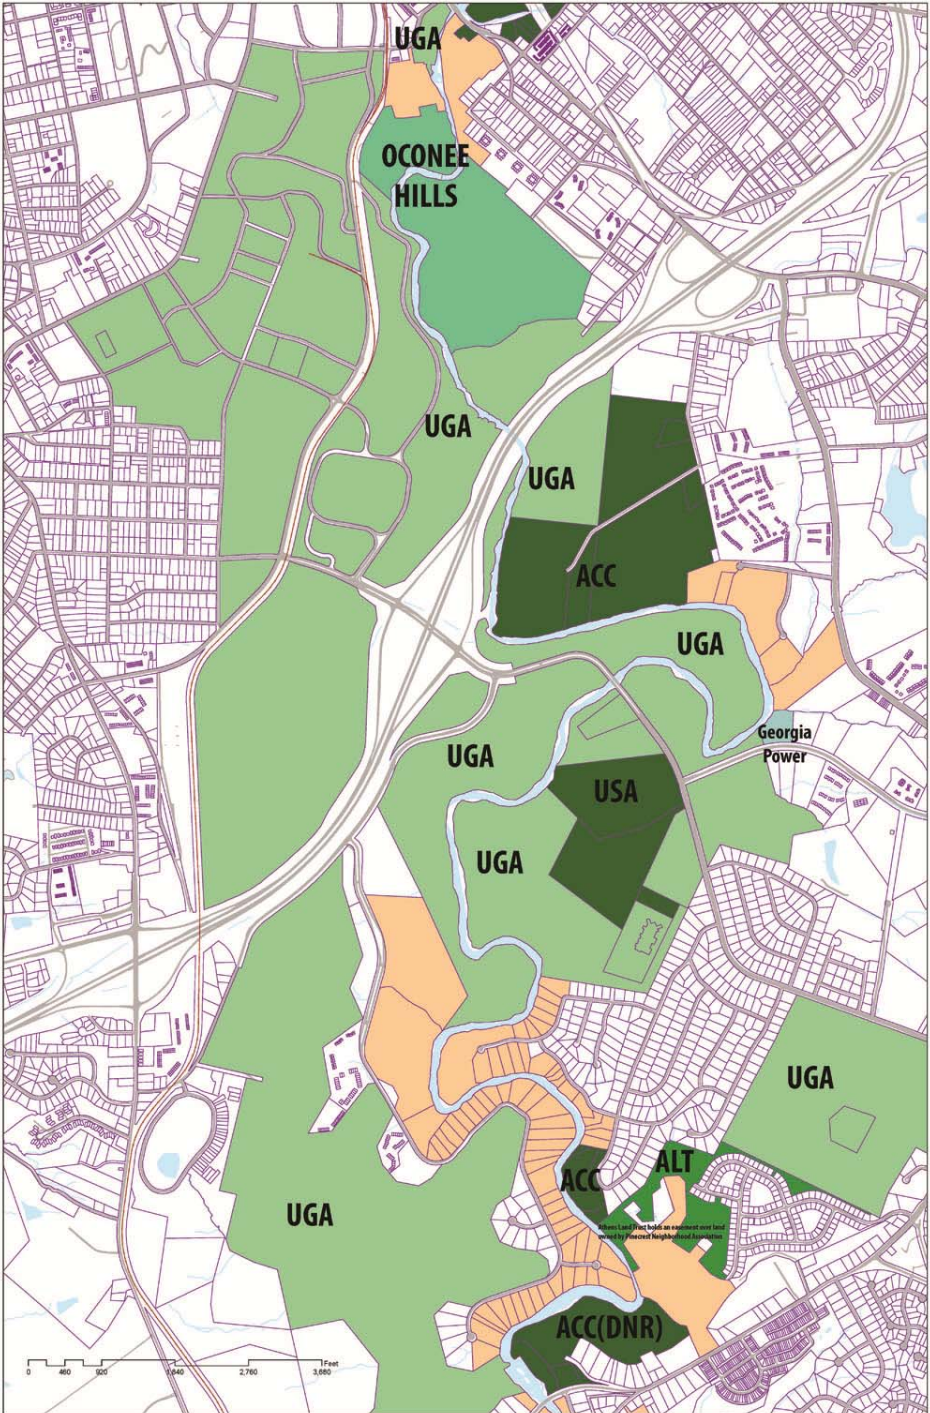 UGA
OCONEE
HILLS
UGA
UGA
ACC
UGA
Georgia
Power
UGA
USA
UGA
UGA
ALT
ACC
UGA
Athens Land Trust holds an easement over land
owned by Pinecrest Neighborhood Association
ACC(DNR)
Feet
0 460 920 1,840 2,760 3,680